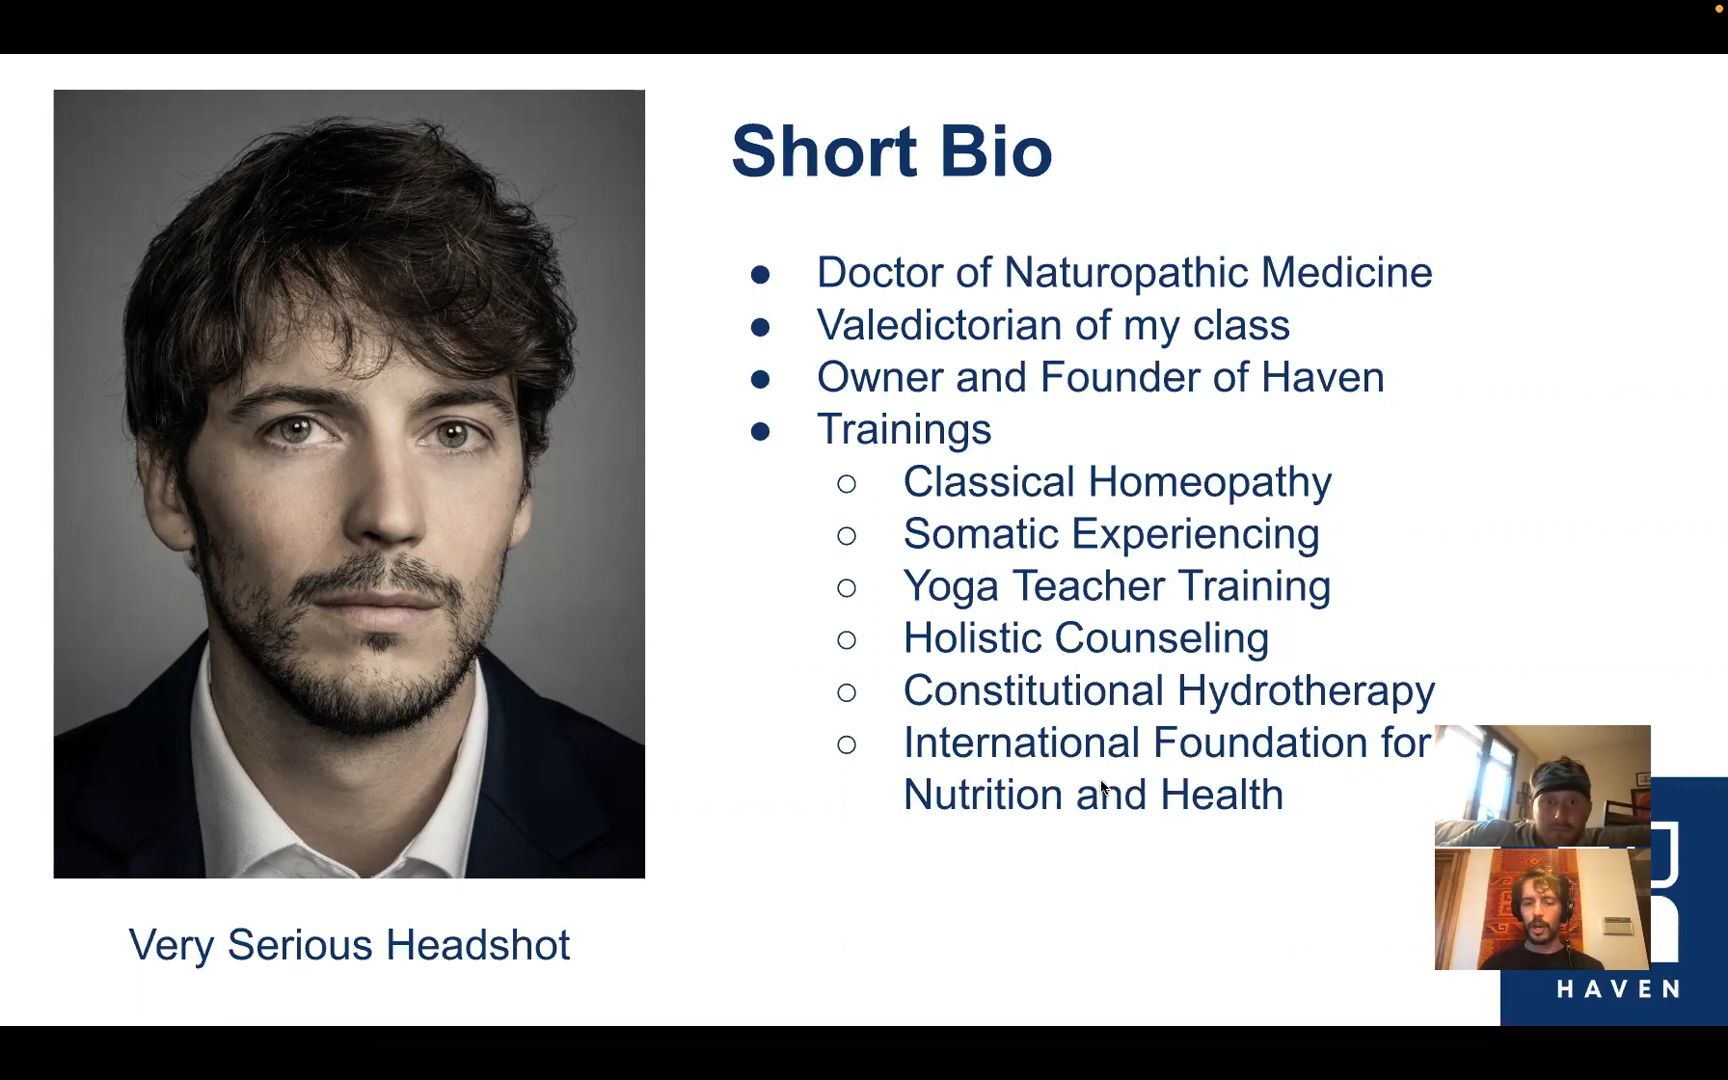 Short Bio
● Doctor of Naturopathic Medicine
● Valedictorian of my class
● Owner and Founder of Haven
● Trainings
○ Classical Homeopathy
○ Somatic Experiencing
○ Yoga Teacher Training
○ Holistic Counseling
○ Constitutional Hydrotherapy
○ International Foundation for
Nutrition and Health
Very Serious Headshot
HAVEN